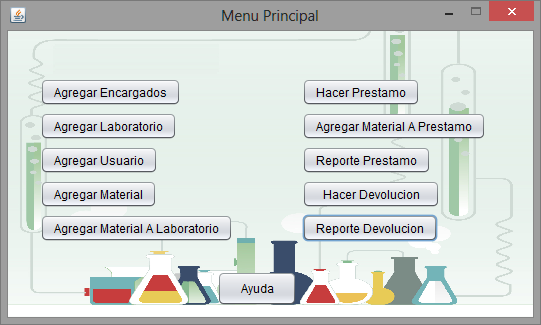 Menu Principal
Agregar Encargados
Agregar Laboratorio
Agregar Usuario
Agregar Material
Agregar Material A Laboratorio
Hacer Prestamo
Agregar Material A Prestamo
Reporte Prestamo
Hacer Devolucion
Reporte Devolucion
Ayuda